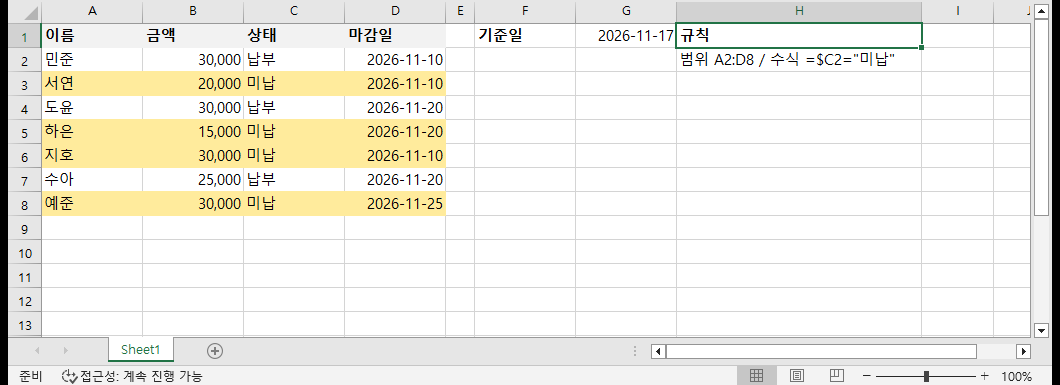 A B C D E F G H I J
1 이름 금액 상태 마감일 기준일 2026-11-17 규칙
2 민준 30,000 납부 2026-11-10 범위 A2:D8 / 수식 =$C2="미납"
3 서연 20,000 미납 2026-11-10
4 도윤 30,000 납부 2026-11-20
5 하은 15,000 미납 2026-11-20
6 지호 30,000 미납 2026-11-10
7 수아 25,000 납부 2026-11-20
8 예준 30,000 미납 2026-11-25
9
10
11
12
13
Sheet1
준비 접근성: 계속 진행 가능 100%